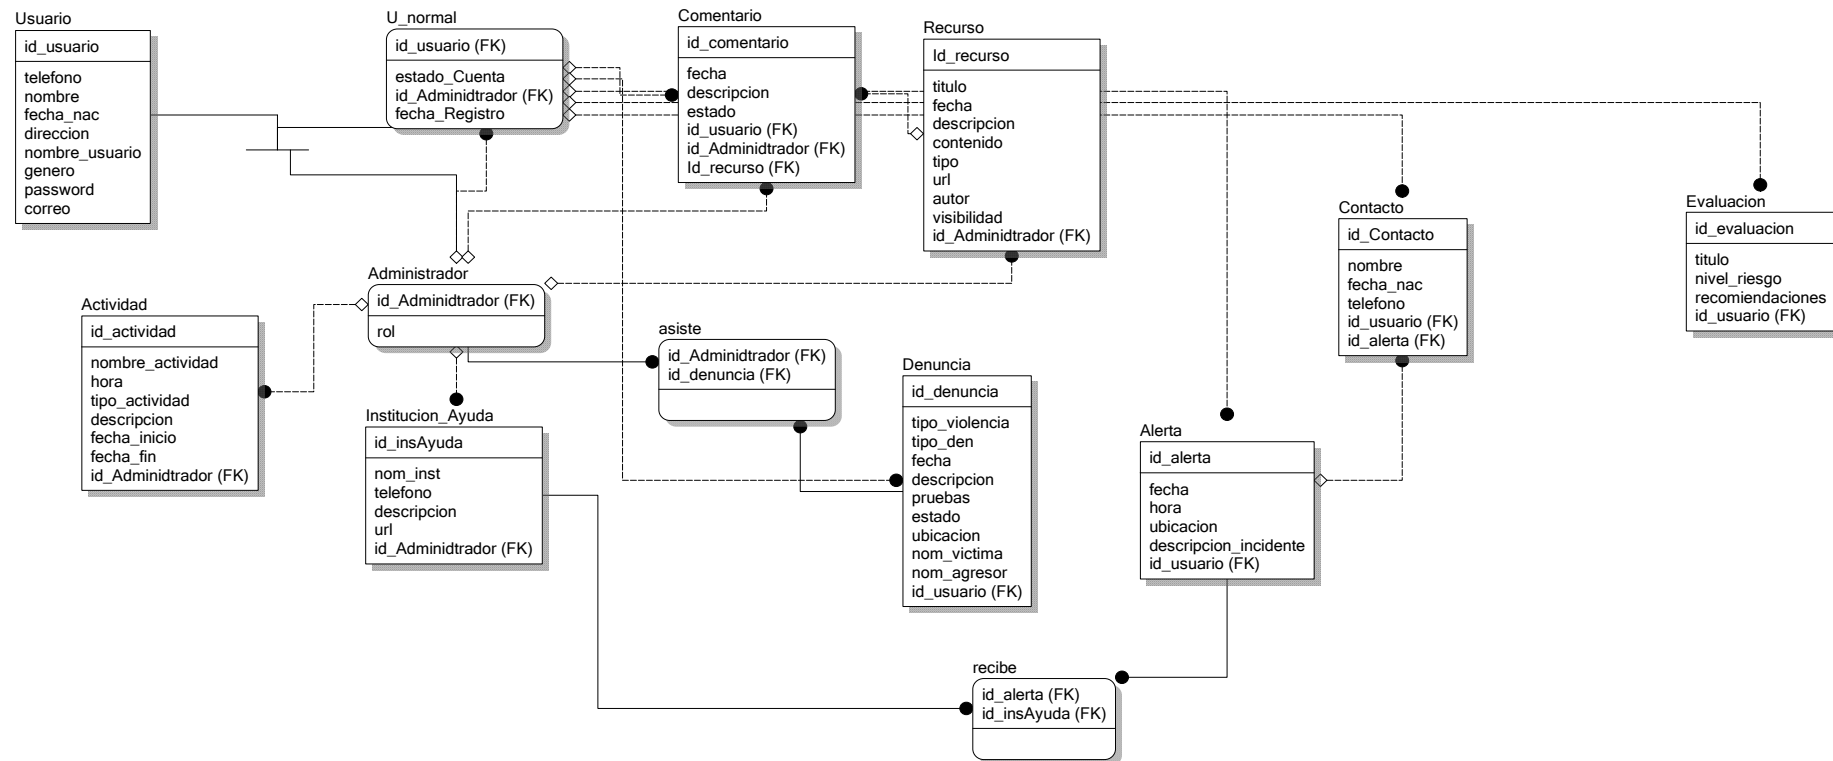 Usuario
id_usuario
telefono
nombre
fecha_nac
direccion
nombre_usuario
genero
password
correo
U_normal
id_usuario (FK)
estado_Cuenta
id_Adminidtrador (FK)
fecha_Registro
Comentario
id_comentario
fecha
descripcion
estado
id_usuario (FK)
id_Adminidtrador (FK)
Id_recurso (FK)
Recurso
Id_recurso
titulo
fecha
descripcion
contenido
tipo
url
autor
visibilidad
id_Adminidtrador (FK)
Contacto
id_Contacto
nombre
fecha_nac
telefono
id_usuario (FK)
id_alerta (FK)
Evaluacion
id_evaluacion
titulo
nivel_riesgo
recomiendaciones
id_usuario (FK)
Administrador
id_Adminidtrador (FK)
rol
Actividad
id_actividad
nombre_actividad
hora
tipo_actividad
descripcion
fecha_inicio
fecha_fin
id_Adminidtrador (FK)
asiste
id_Adminidtrador (FK)
id_denuncia (FK)
Denuncia
id_denuncia
tipo_violencia
tipo_den
fecha
descripcion
pruebas
estado
ubicacion
nom_victima
nom_agresor
id_usuario (FK)
Institucion_Ayuda
id_insAyuda
nom_inst
telefono
descripcion
url
id_Adminidtrador (FK)
Alerta
id_alerta
fecha
hora
ubicacion
descripcion_incidente
id_usuario (FK)
recibe
id_alerta (FK)
id_insAyuda (FK)